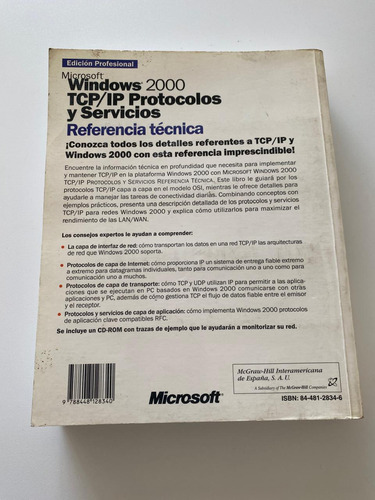 Edición Profesional
Microsoft
Windows 2000
TCP/IP Protocolos
y Servicios
Referencia técnica
¡Conozca todos los detalles referentes a TCP/IP y
Windows 2000 con esta referencia imprescindible!
Encuentre la información técnica en profundidad que necesita para implementar
y mantener TCP/IP en la plataforma Windows 2000 con MICROSOFT WINDOWS 2000
TCP/IP PROTOCOLOS Y SERVICIOS REFERENCIA TÉCNICA. Este libro le guiará por los
protocolos TCP/IP capa a capa en el modelo OSI, mientras le ofrece detalles para
ayudarle a manejar las tareas de conectividad diarias. Combinando conceptos con
ejemplos prácticos, presenta una descripción detallada de los protocolos y servicios
TCP/IP para redes Windows 2000 y explica cómo utilizarlos para maximizar el
rendimiento de las LAN/WAN.
Los consejos expertos le ayudan a comprender:
• La capa de interfaz de red: cómo transportan los datos en una red TCP/IP las arquitecturas
de red que Windows 2000 soporta.
• Protocolos de capa de Internet: cómo proporciona IP un sistema de entrega fiable extremo
a extremo para datagramas individuales, tanto para comunicación uno a uno como para
comunicación uno a muchos.
• Protocolos de capa de transporte: cómo TCP y UDP utilizan IP para permitir a las aplicaciones
que se ejecutan en PC basados en Windows 2000 comunicarse con otras
aplicaciones y PC, además de cómo gestiona TCP el flujo de datos fiable entre el emisor
y el receptor.
• Protocolos y servicios de capa de aplicación: cómo implementa Windows 2000 protocolos
de aplicación clave compatibles RFC.
Se incluye un CD-ROM con trazas de ejemplo que le ayudarán a monitorizar su red.
9 788448 128340
Microsoft
McGraw-Hill Interamericana
de España, S. A. U.
A Subsidiary of The McGraw-Hill Companies
ISBN: 84-481-2834-6